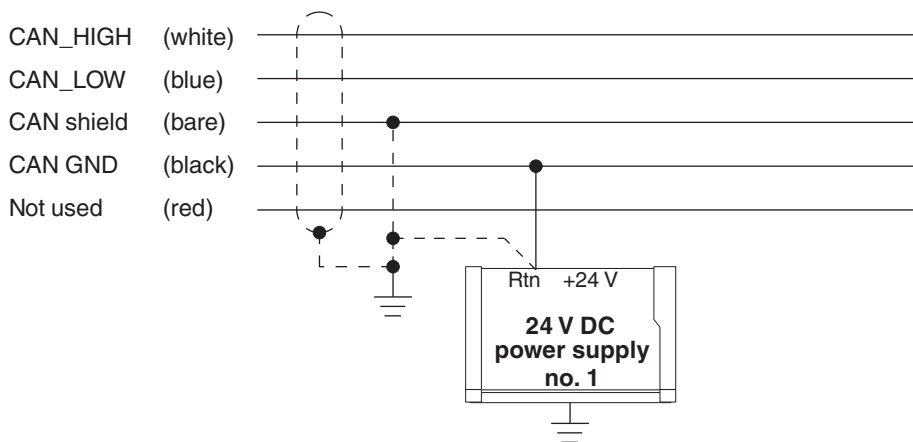 CAN_HIGH (white)
CAN_LOW (blue)
CAN shield (bare)
CAN GND (black)
Not used (red)
Rtn +24 V
24 V DC
power supply
no. 1